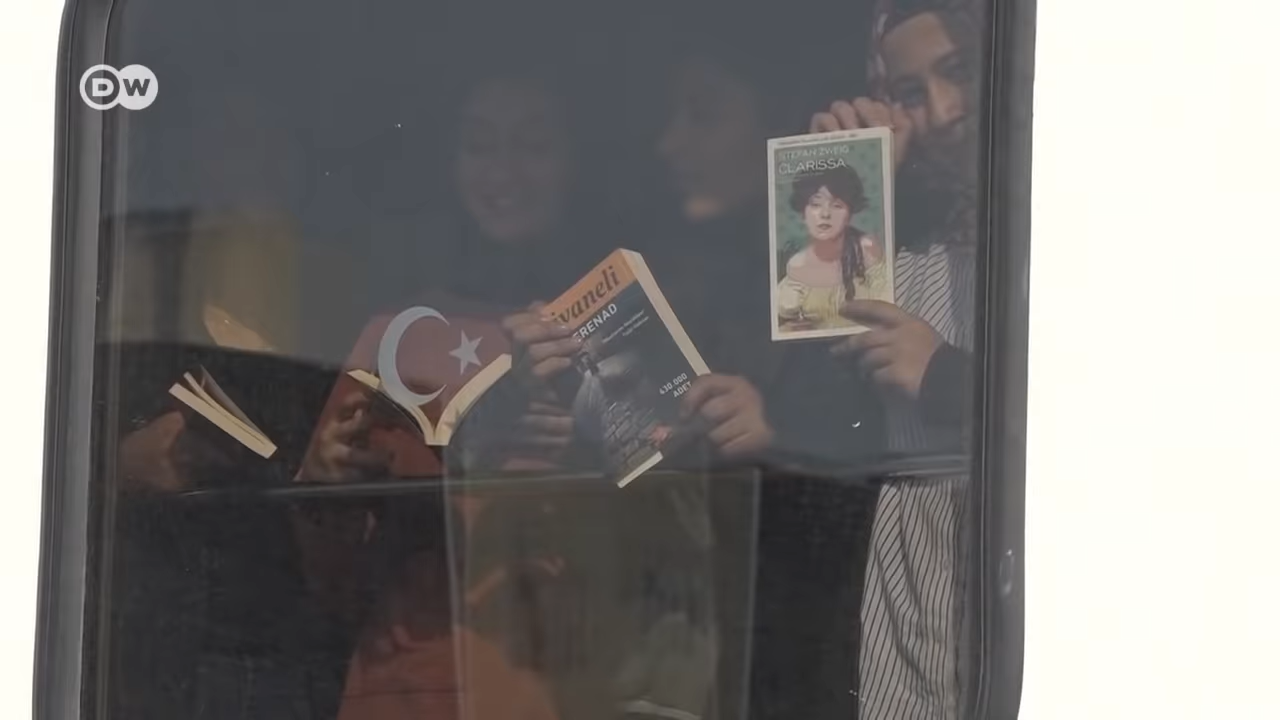 DW
STEFAN ZWEIG
CLARISSA
ivaneli
ERENAD
430.000
ADET